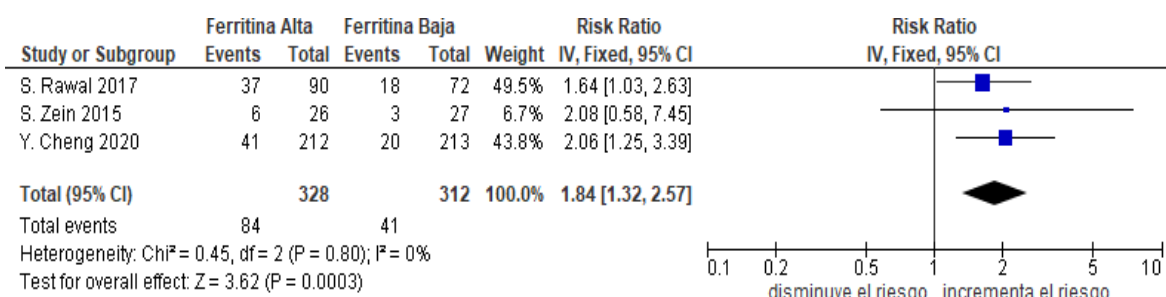 Ferritina Alta Ferritina Baja Risk Ratio Risk Ratio
Study or Subgroup Events Total Events Total Weight IV, Fixed, 95% CI IV, Fixed, 95% CI
S. Rawal 2017 37 90 18 72 49.5% 1.64 [1.03, 2.63]
S. Zein 2015 6 26 3 27 6.7% 2.08 [0.58, 7.45]
Y. Cheng 2020 41 212 20 213 43.8% 2.06 [1.25, 3.39]
Total (95% CI) 328 312 100.0% 1.84 [1.32, 2.57]
Total events 84 41
Heterogeneity: Chi² = 0.45, df = 2 (P = 0.80); I² = 0%
Test for overall effect: Z = 3.62 (P = 0.0003)
0.1 0.2 0.5 1 2 5 10
disminuye el riesgo incrementa el riesgo